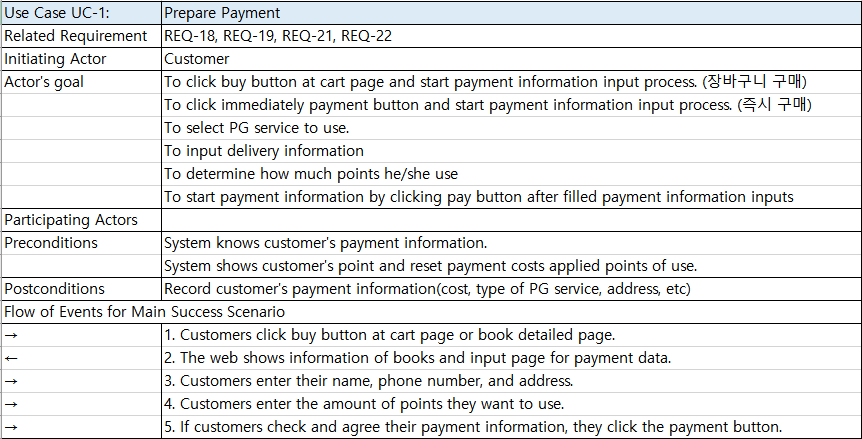 Use Case UC-1: Prepare Payment
Related Requirement REQ-18, REQ-19, REQ-21, REQ-22
Initiating Actor Customer
Actor's goal To click buy button at cart page and start payment information input process. (장바구니 구매)
To click immediately payment button and start payment information input process. (즉시 구매)
To select PG service to use.
To input delivery information
To determine how much points he/she use
To start payment information by clicking pay button after filled payment information inputs
Participating Actors
Preconditions System knows customer's payment information.
System shows customer's point and reset payment costs applied points of use.
Postconditions Record customer's payment information(cost, type of PG service, address, etc)
Flow of Events for Main Success Scenario
→ 1. Customers click buy button at cart page or book detailed page.
← 2. The web shows information of books and input page for payment data.
→ 3. Customers enter their name, phone number, and address.
→ 4. Customers enter the amount of points they want to use.
→ 5. If customers check and agree their payment information, they click the payment button.